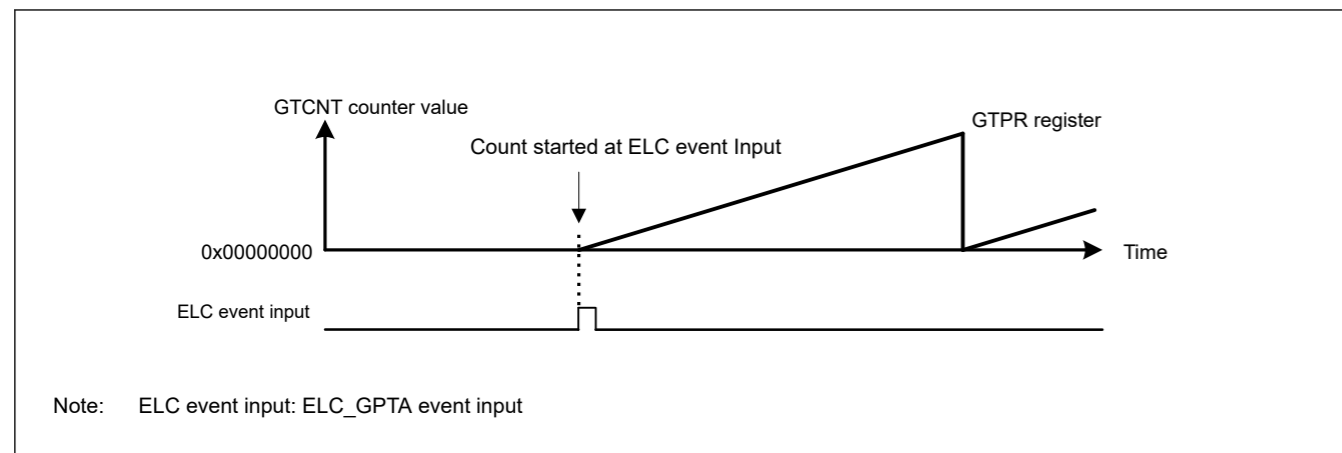 GTCNT counter value
GTPR register
Count started at ELC event Input
0x00000000
Time
ELC event input
Note: ELC event input: ELC_GPTA event input